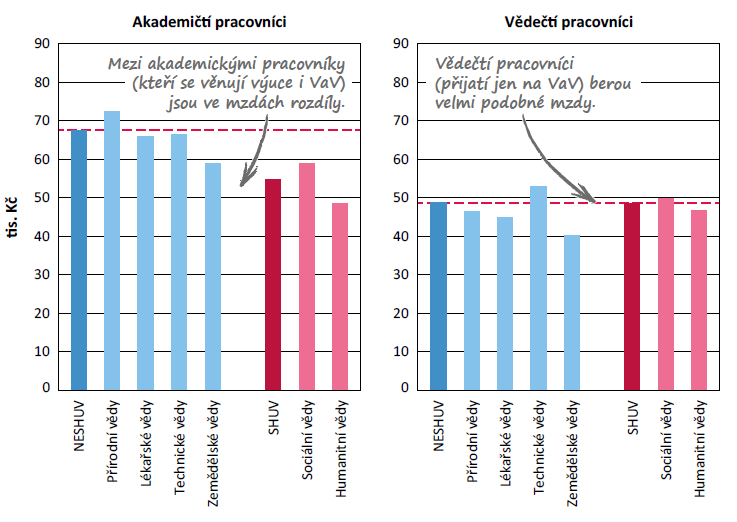 Akademičtí pracovníci
Mezi akademickými pracovníky
(kteří se věnují výuce i VaV)
jsou ve mzdách rozdíly.
tis. Kč
90
80
70
60
50
40
30
20
10
0
NESHUV
Přírodní vědy
Lékařské vědy
Technické vědy
Zemědělské vědy
SHUV
Sociální vědy
Humanitní vědy
Vědečtí pracovníci
Vědečtí pracovníci
(přijatí jen na VaV) berou
velmi podobné mzdy.
90
80
70
60
50
40
30
20
10
0
NESHUV
Přírodní vědy
Lékařské vědy
Technické vědy
Zemědělské vědy
SHUV
Sociální vědy
Humanitní vědy